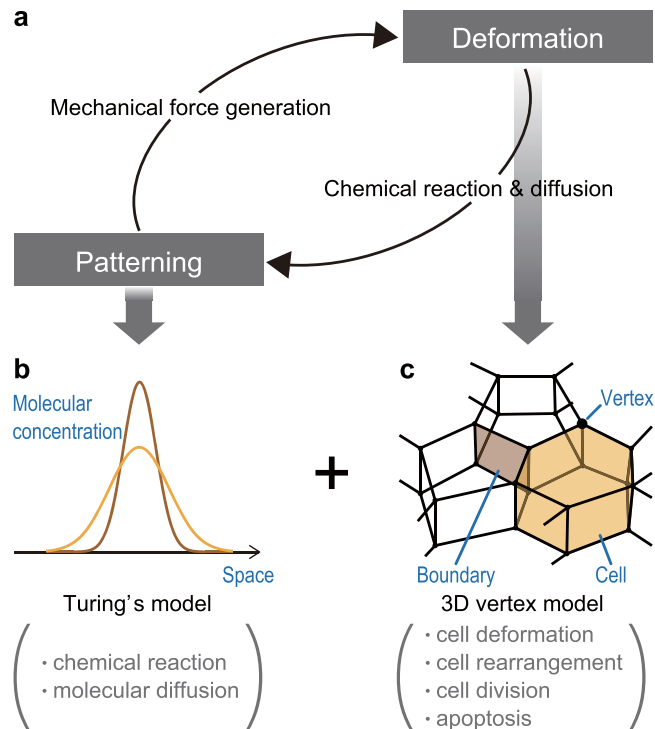 a
Deformation
Mechanical force generation
Chemical reaction & diffusion
Patterning
b
Molecular
concentration
Space
Turing's model
· chemical reaction
· molecular diffusion
+
c
Vertex
Boundary
Cell
3D vertex model
· cell deformation
· cell rearrangement
· cell division
· apoptosis